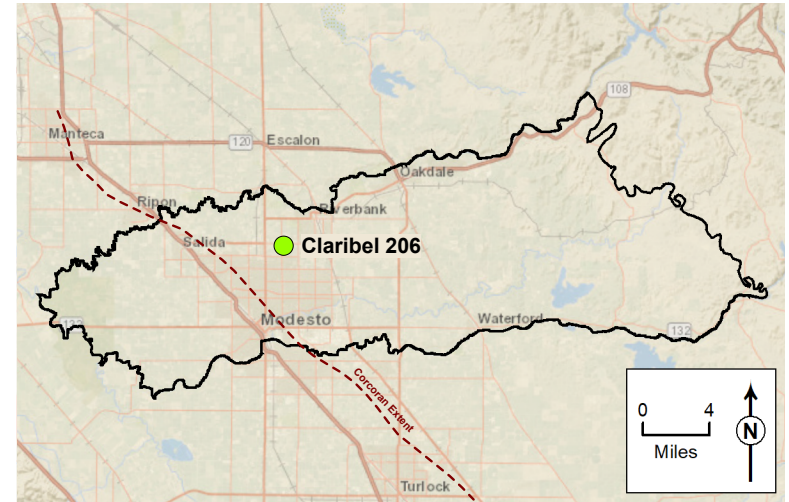 108
Manteca
120
Escalon
Oakdale
Ripon
Riverbank
Salida
Claribel 206
Modesto
Waterford
132
132
Corcoran Extent
Turlock
0 4
Miles
N